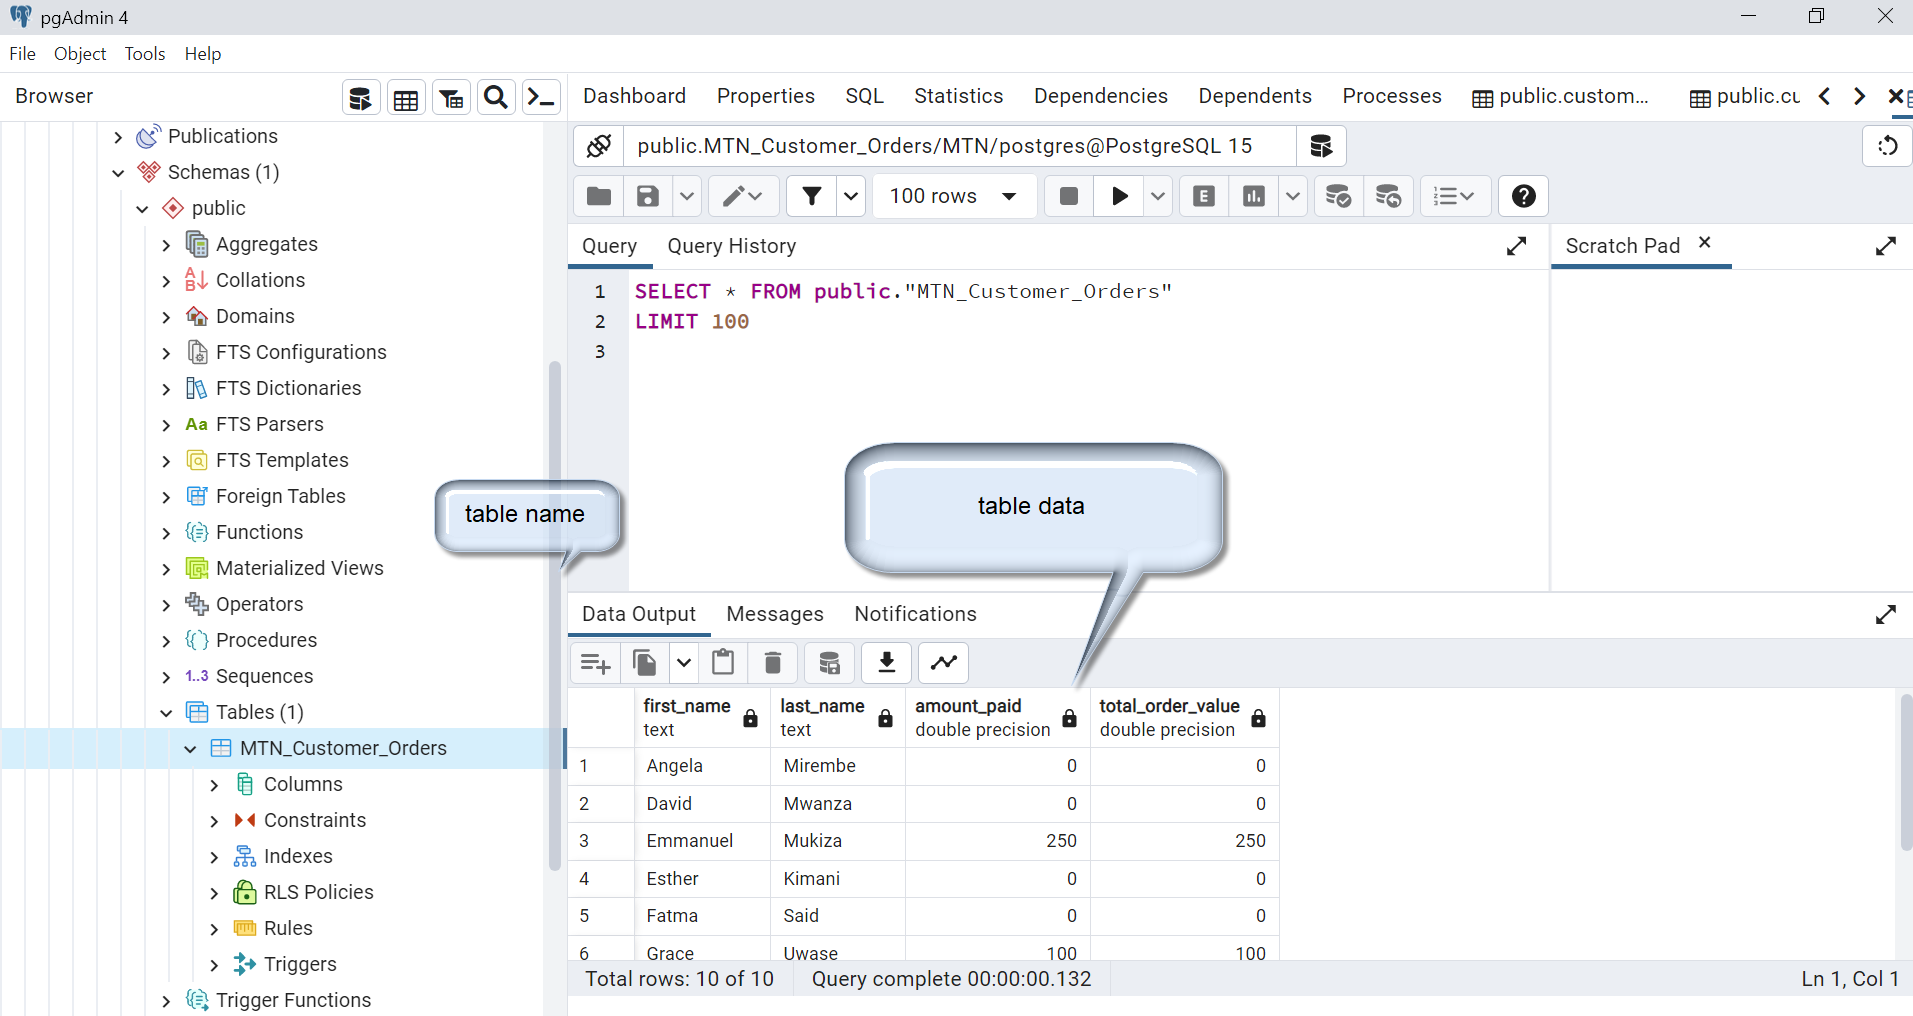 pgAdmin 4
File Object Tools Help
Browser
Dashboard Properties SQL Statistics Dependencies Dependents Processes public.custom... public.cu
Publications
Schemas (1)
public
Aggregates
Collations
Domains
FTS Configurations
FTS Dictionaries
Aa FTS Parsers
FTS Templates
Foreign Tables
Functions
Materialized Views
Operators
Procedures
1..3 Sequences
Tables (1)
MTN_Customer_Orders
Columns
Constraints
Indexes
RLS Policies
Rules
Triggers
Trigger Functions
table name
public.MTN_Customer_Orders/MTN/postgres@PostgreSQL 15
100 rows
E
Query Query History
Scratch Pad
1 SELECT * FROM public."MTN_Customer_Orders"
2 LIMIT 100
3
table data
Data Output Messages Notifications
first_name last_name amount_paid total_order_value
text text double precision double precision
1 Angela Mirembe 0 0
2 David Mwanza 0 0
3 Emmanuel Mukiza 250 250
4 Esther Kimani 0 0
5 Fatma Said 0 0
6 Grace Uwase 100 100
Total rows: 10 of 10 Query complete 00:00:00.132 Ln 1, Col 1